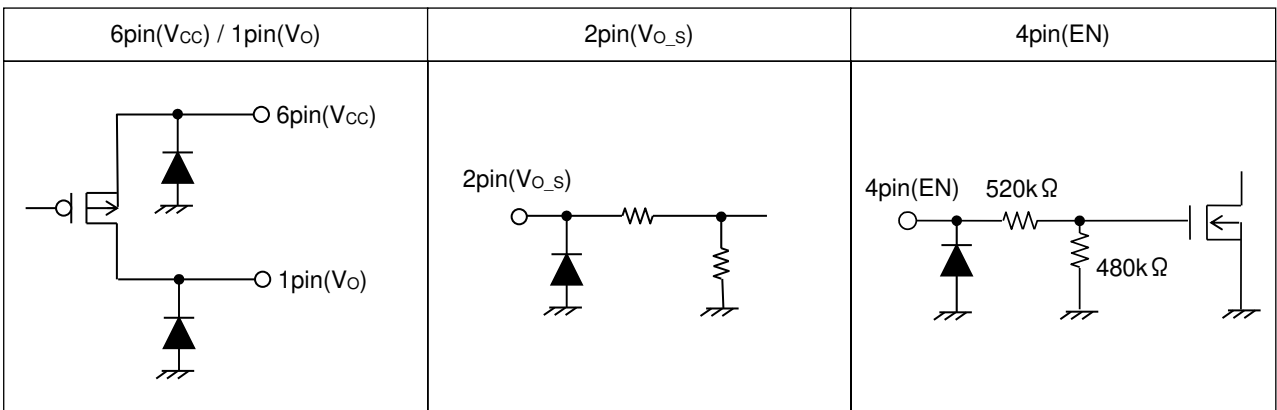 6pin(VCC) / 1pin(VO)
2pin(VO_S)
4pin(EN)
6pin(VCC)
1pin(VO)
2pin(VO_S)
4pin(EN)
520kΩ
480kΩ